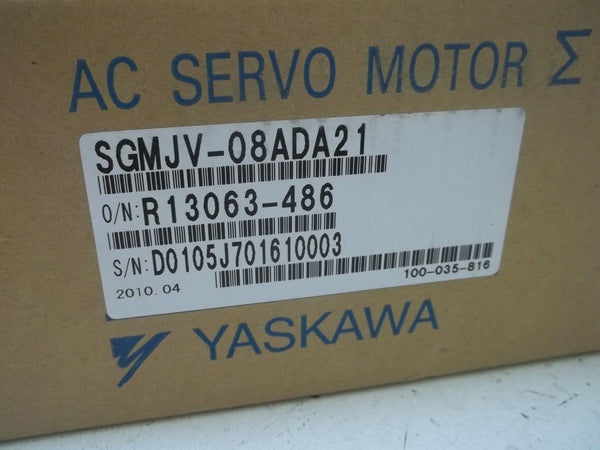 AC SERVO MOTOR Σ
SGMJV-08ADA21
O/N: R13063-486
S/N: D0105J701610003
2010.04
100-035-816
YASKAWA